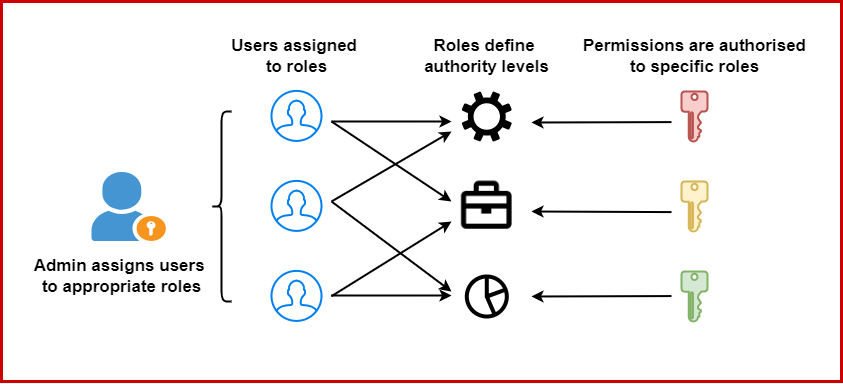 Users assigned
to roles
Roles define
authority levels
Permissions are authorised
to specific roles
Admin assigns users
to appropriate roles